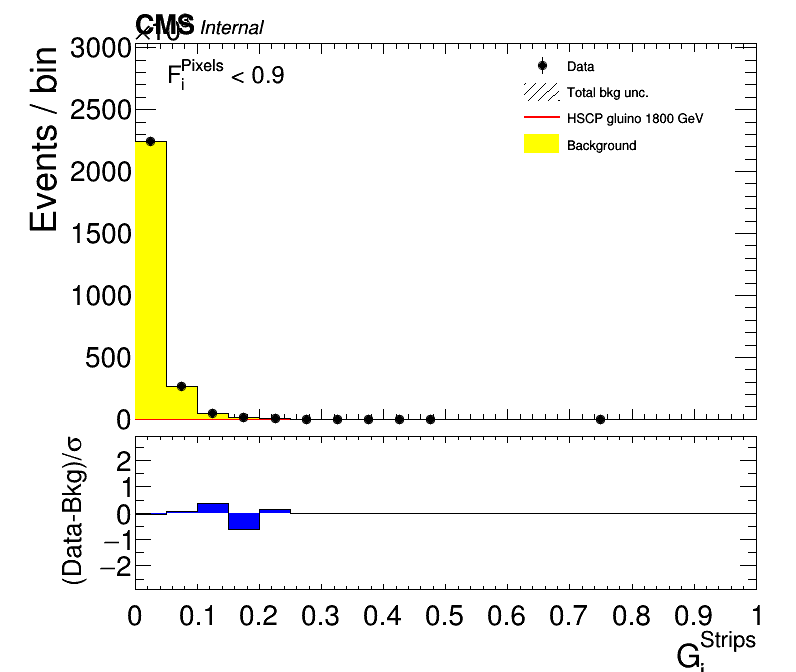 CMS Internal
×10³
3000
F_i^Pixels < 0.9
2500
2000
1500
1000
500
0
Events / bin
Data
Total bkg unc.
HSCP gluino 1800 GeV
Background
(Data-Bkg)/σ
2
1
0
−1
−2
0 0.1 0.2 0.3 0.4 0.5 0.6 0.7 0.8 0.9 1
G_i^Strips